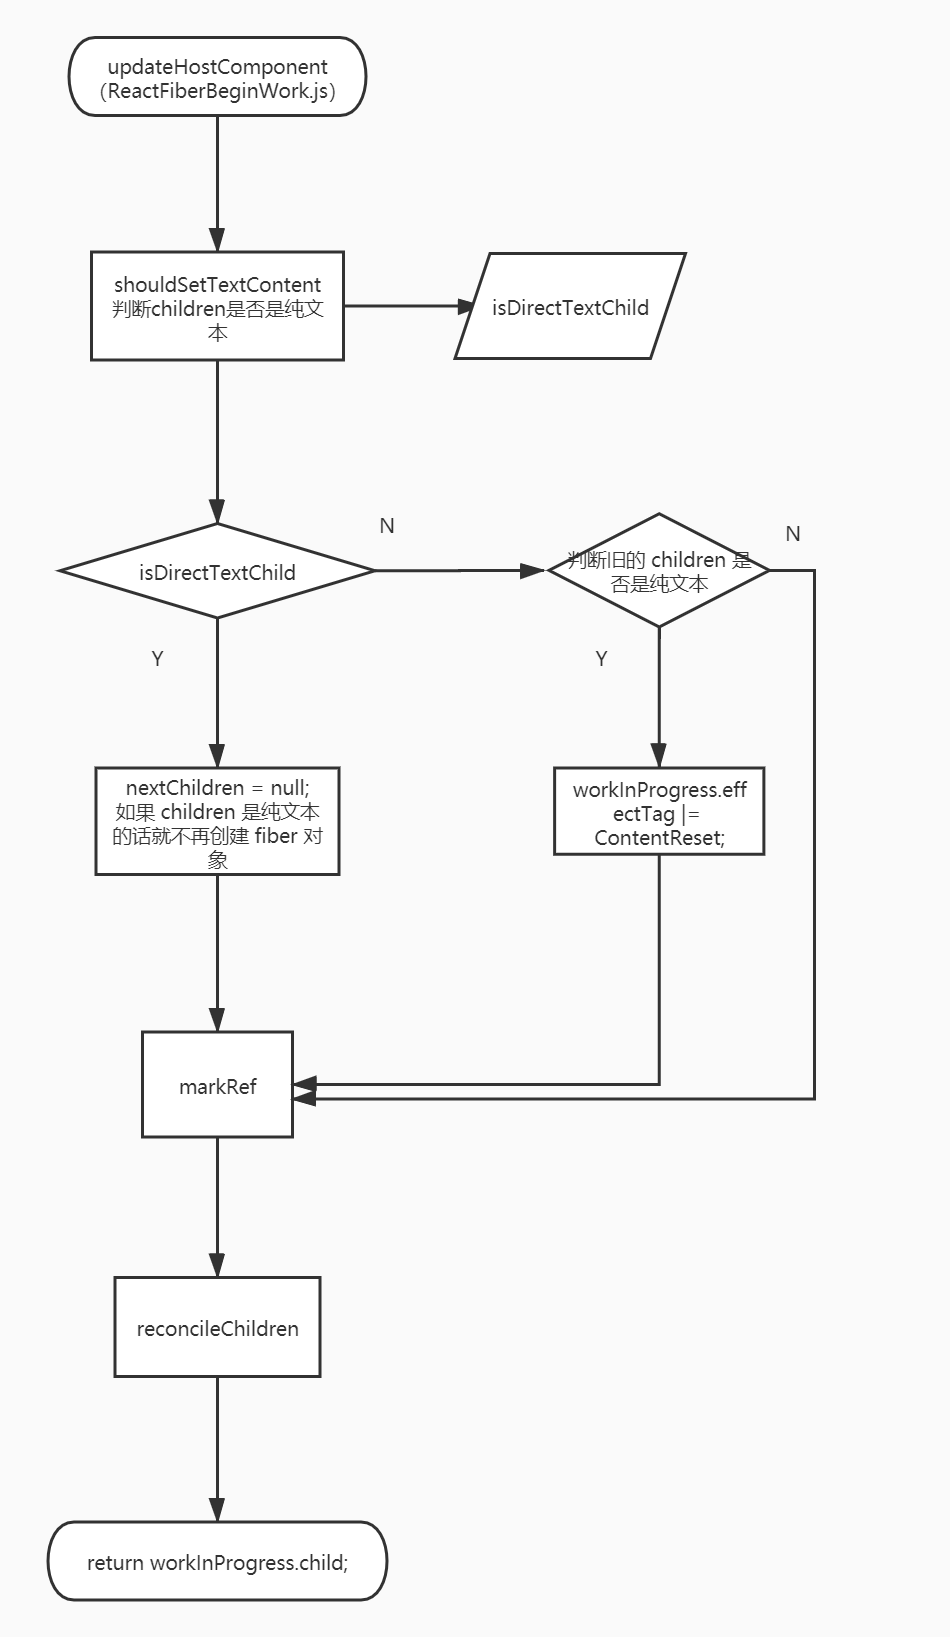 updateHostComponent
（ReactFiberBeginWork.js）
shouldSetTextContent
判断children是否是纯文
本
isDirectTextChild
isDirectTextChild
N
判断旧的 children 是
否是纯文本
N
Y
Y
nextChildren = null;
如果 children 是纯文本
的话就不再创建 fiber 对
象
workInProgress.eff
ectTag |=
ContentReset;
markRef
reconcileChildren
return workInProgress.child;